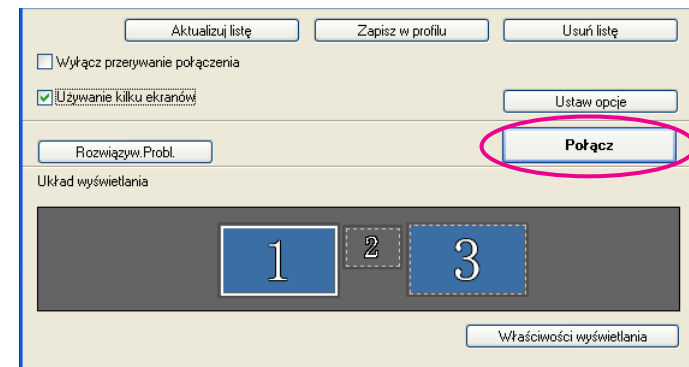 Aktualizuj listę Zapisz w profilu Usuń listę
Wyłącz przerywanie połączenia
Używanie kilku ekranów
Ustaw opcje
Połącz
Rozwiązyw.Probl.
Układ wyświetlania
1 2 3
Właściwości wyświetlania